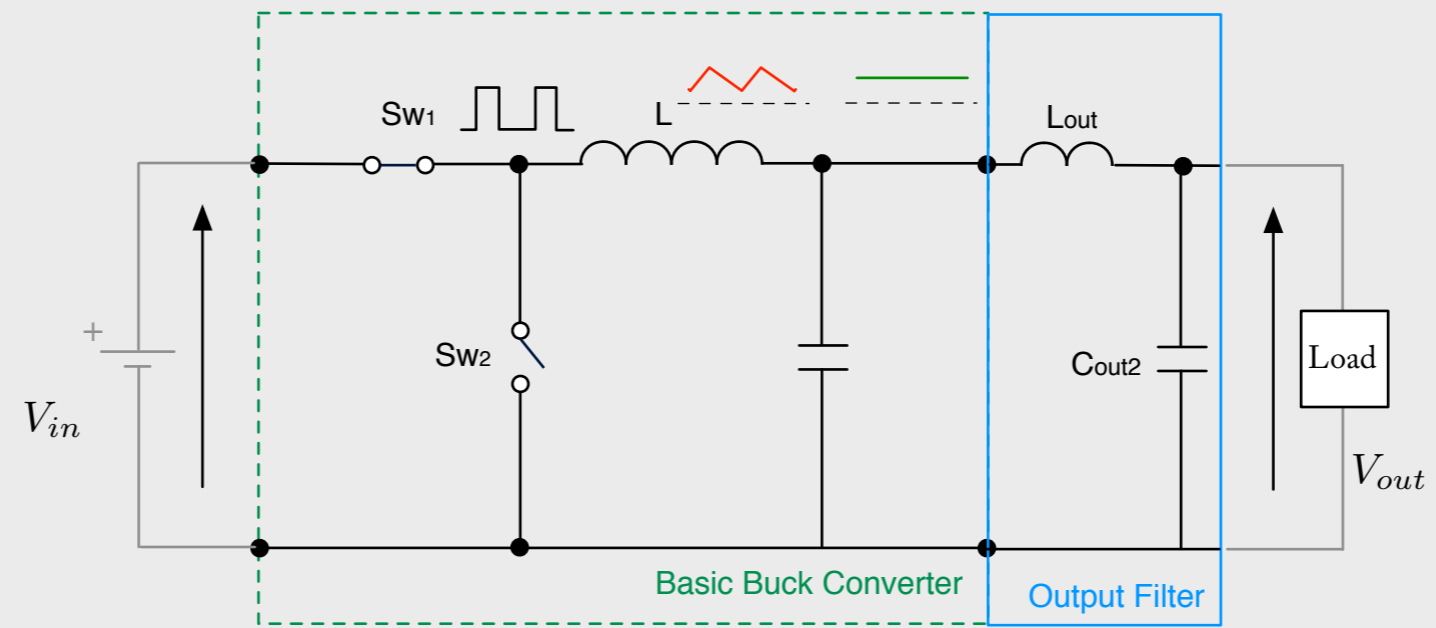 Sw1
L
Lout
+
Sw2
Cout2
Load
Vin
Vout
Basic Buck Converter
Output Filter